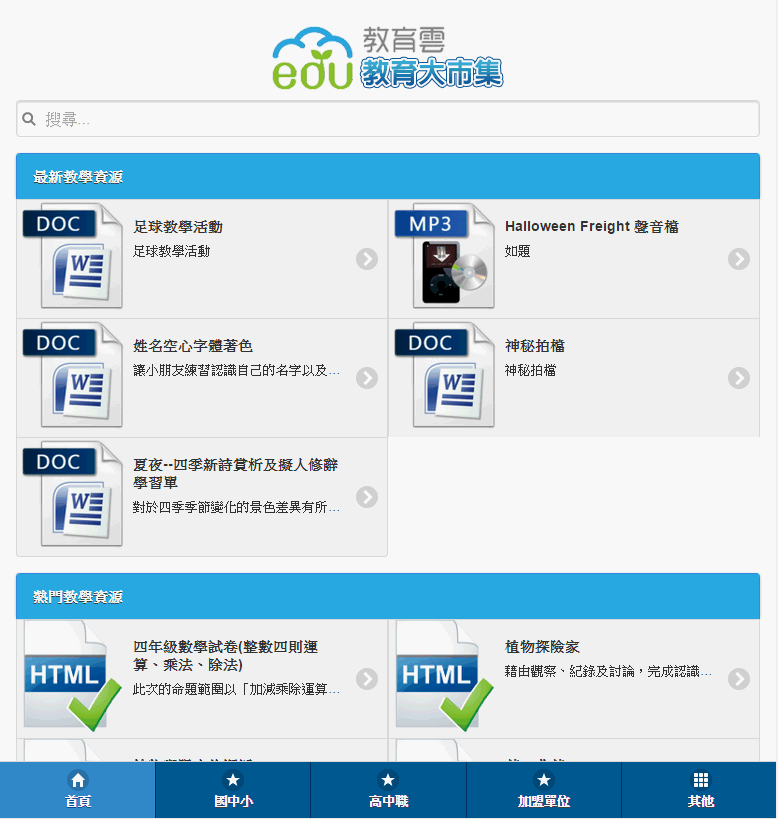 教育雲
edu 教育大市集
搜尋...
最新教學資源
DOC
足球教學活動
足球教學活動
MP3
Halloween Freight 聲音檔
如題
DOC
姓名空心字體著色
讓小朋友練習認識自己的名字以及...
DOC
神秘拍檔
神秘拍檔
DOC
夏夜--四季新詩賞析及擬人修辭
學習單
對於四季季節變化的景色差異有所...
熱門教學資源
HTML
四年級數學試卷(整數四則運
算、乘法、除法)
此次的命題範圍以「加減乘除運算...
HTML
植物探險家
藉由觀察、紀錄及討論，完成認識...
首頁
國中小
高中職
加盟單位
其他